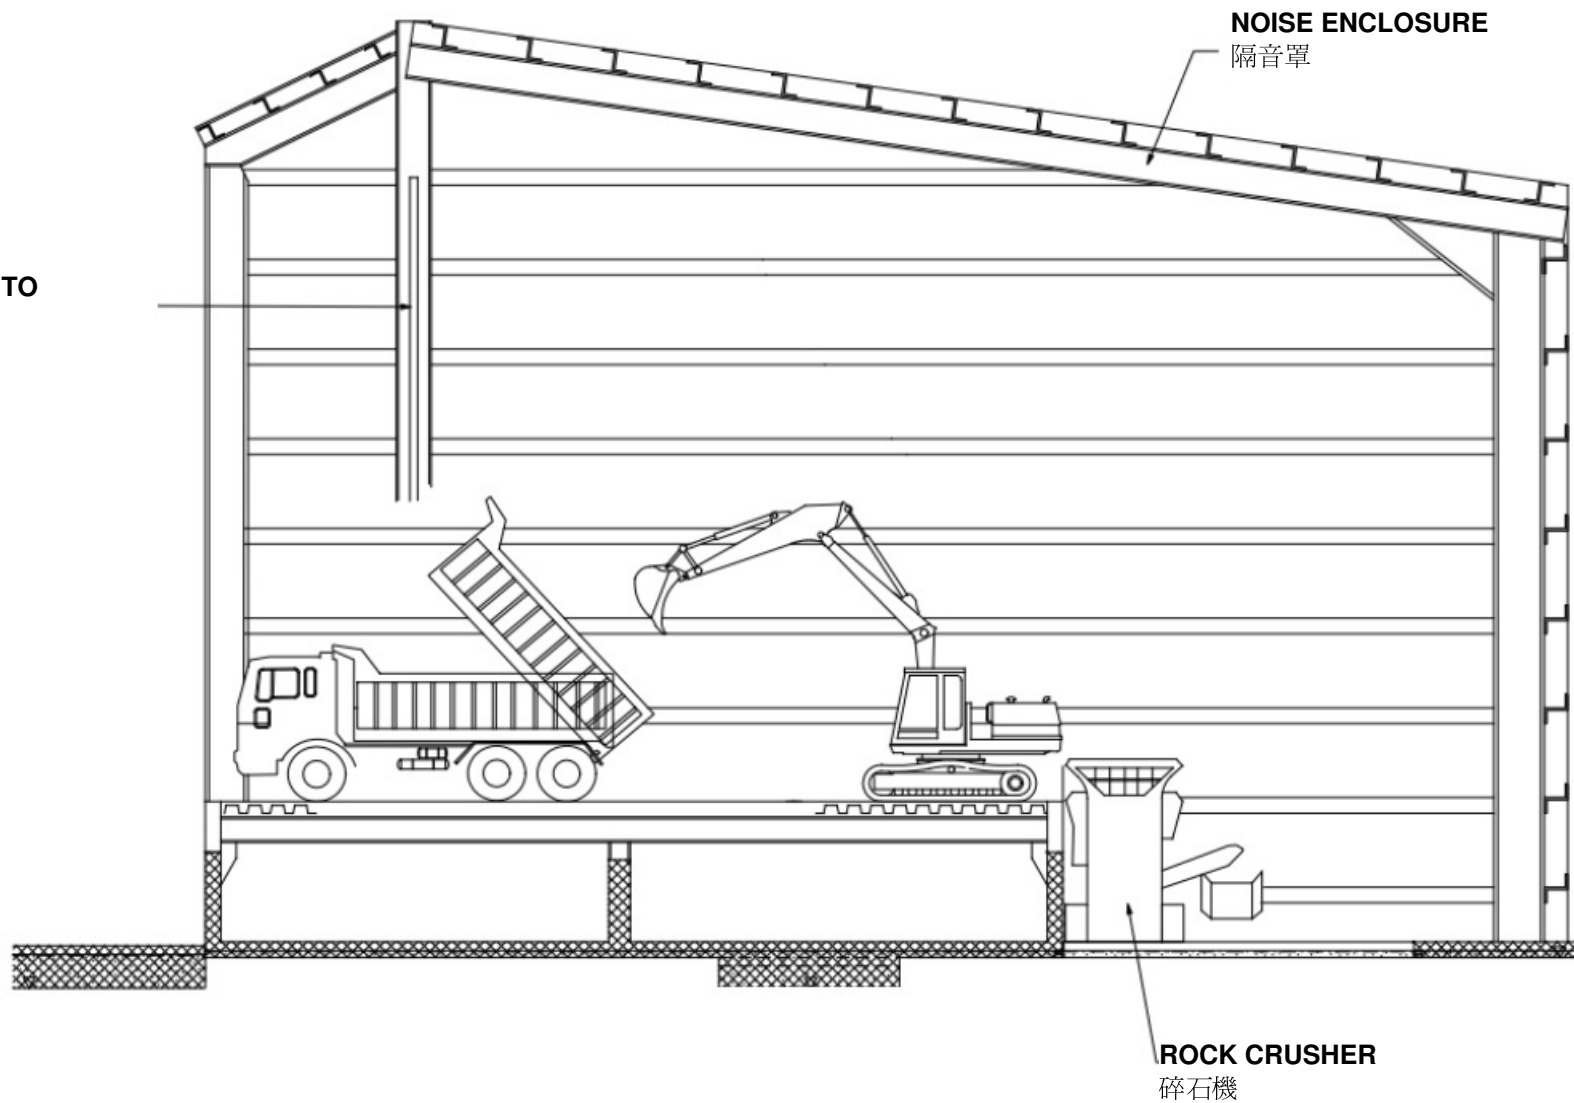 NOISE ENCLOSURE
隔音罩
TO
ROCK CRUSHER
碎石機